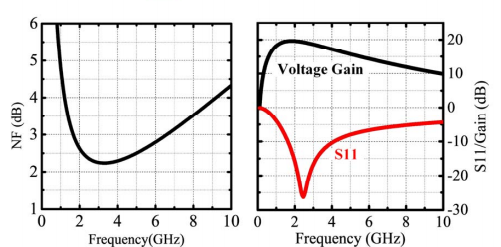 6
5
4
3
2
1
NF (dB)
0 2 4 6 8 10
Frequency(GHz)
Voltage Gain
S11
20
10
0
-10
-20
-30
S11/Gain (dB)
0 2 4 6 8 10
Frequency (GHz)